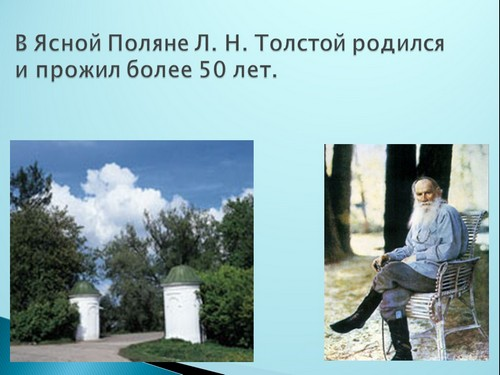 В Ясной Поляне Л. Н. Толстой родился
и прожил более 50 лет.